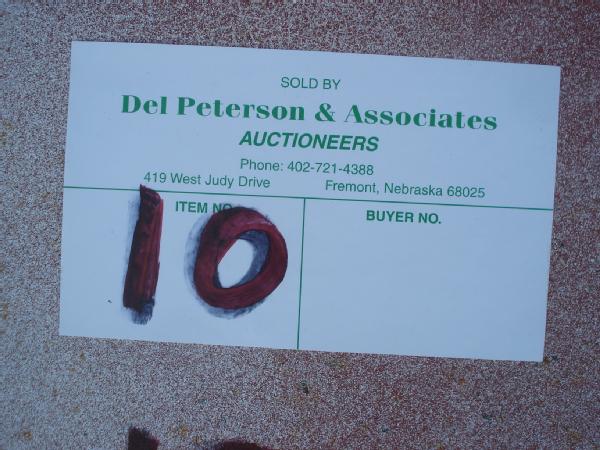 SOLD BY
Del Peterson & Associates
AUCTIONEERS
Phone: 402-721-4388
419 West Judy Drive Fremont, Nebraska 68025
ITEM NO. BUYER NO.
10